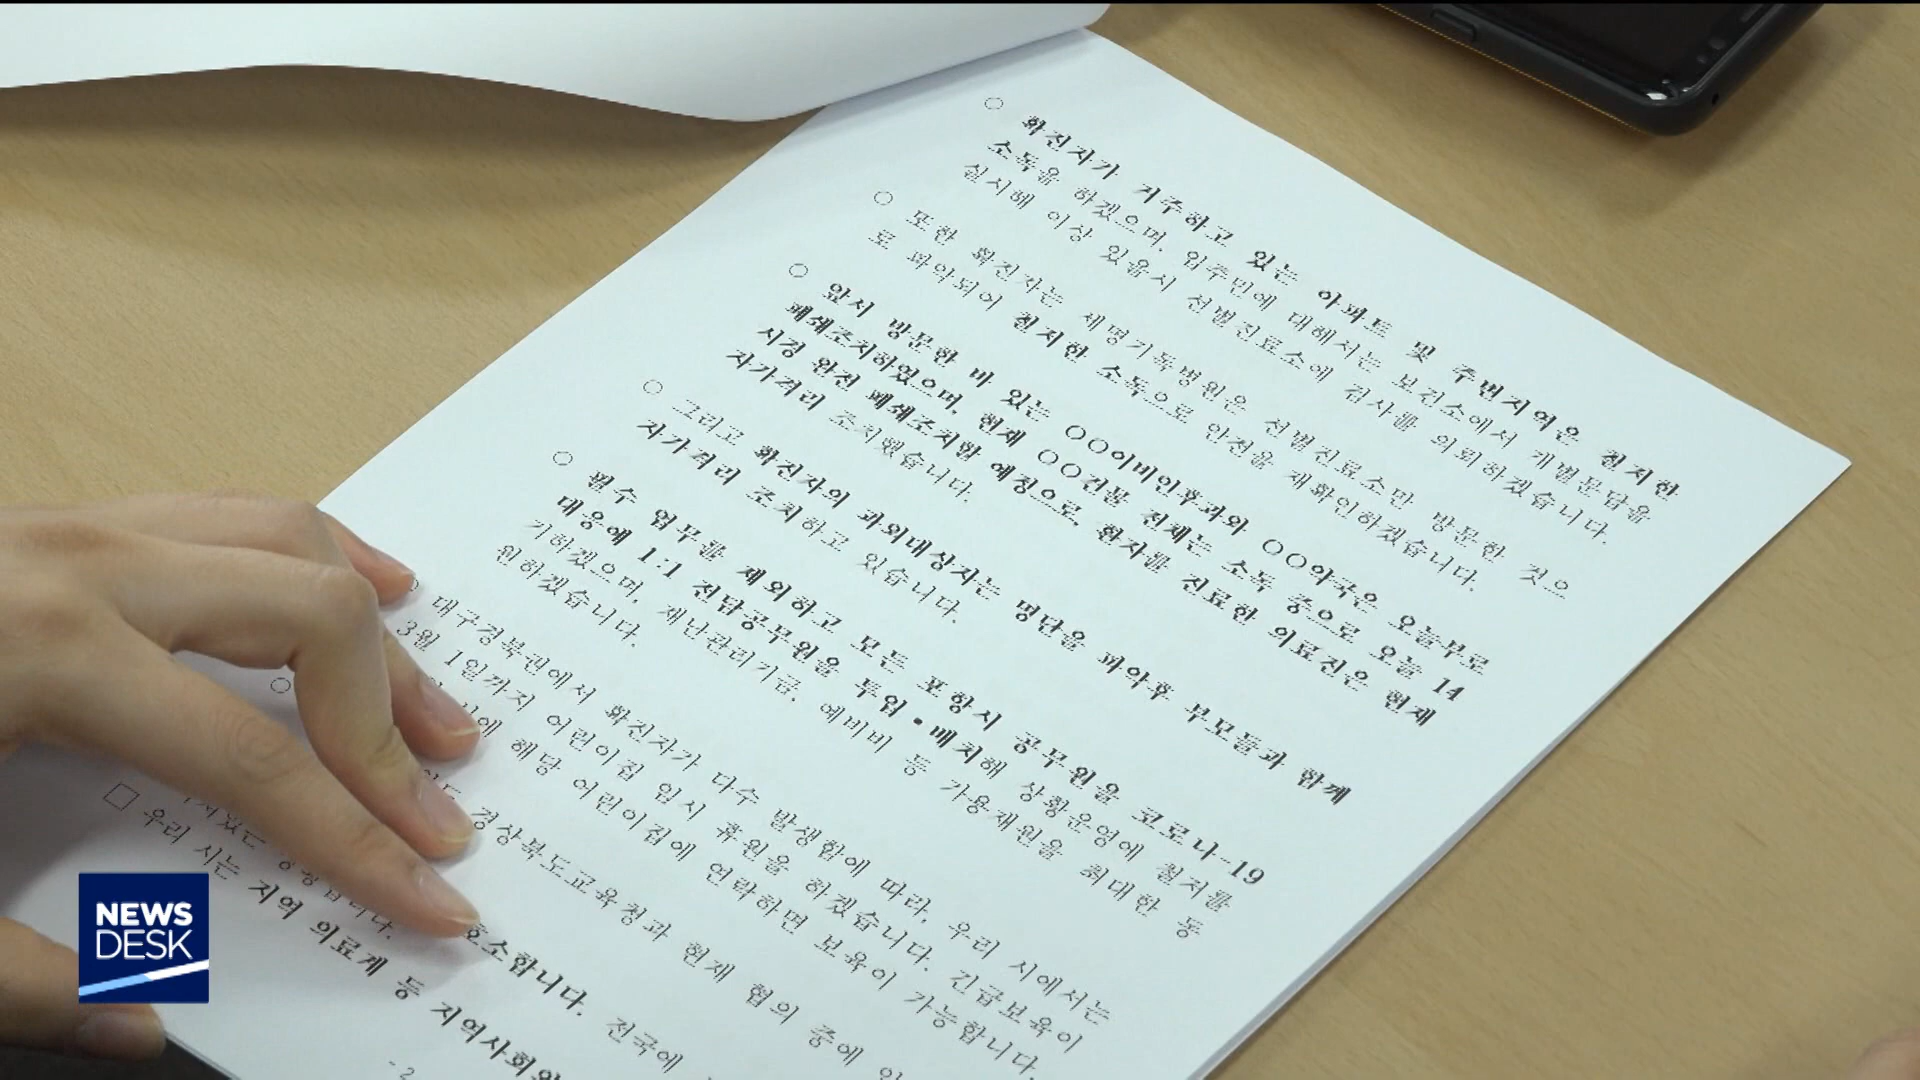 ○ 확진자가 거주하고 있는 아파트 및 주변지역은 철저한
소독을 하겠으며, 입주민에 대해서는 보건소에서 개별문답을
실시해 이상 있을시 선별진료소에 검사를 의뢰하겠습니다.
○ 또한 확진자는 세명기독병원은 선별진료소만 방문한 것으
로 파악되어 철저한 소독으로 안전을 재확인하겠습니다.
○ 앞서 방문한 바 있는 ○○이비인후과와 ○○약국은 오늘부로
폐쇄조치하였으며, 현재 ○○건물 전체는 소독 중으로 오늘 14
시경 완전 폐쇄조치할 예정으로, 환자를 진료한 의료진은 현재
자가격리 조치했습니다.
○ 그리고 확진자의 과외대상자는 명단을 파악후 부모들과 함께
자가격리 조치하고 있습니다.
○ 필수 업무를 제외하고 모든 포항시 공무원을 코로나-19
대응에 1:1 전담공무원을 투입·배치해 상황운영에 철저를
기하겠으며, 재난관리기금, 예비비 등 가용재원을 최대한 동
원하겠습니다.
대구경북권에서 확진자가 다수 발생함에 따라, 우리 시에서는
3월 1일까지 어린이집 임시 휴원을 하겠습니다. 긴급보육이
해당 어린이집에 연락하면 보육이 가능합니다.
○ 경상북도교육청과 현재 협의 중에
호소합니다. 전국에
□ 우리 시는 지역 의료계 등 지역사회와
- 2
NEWS
DESK